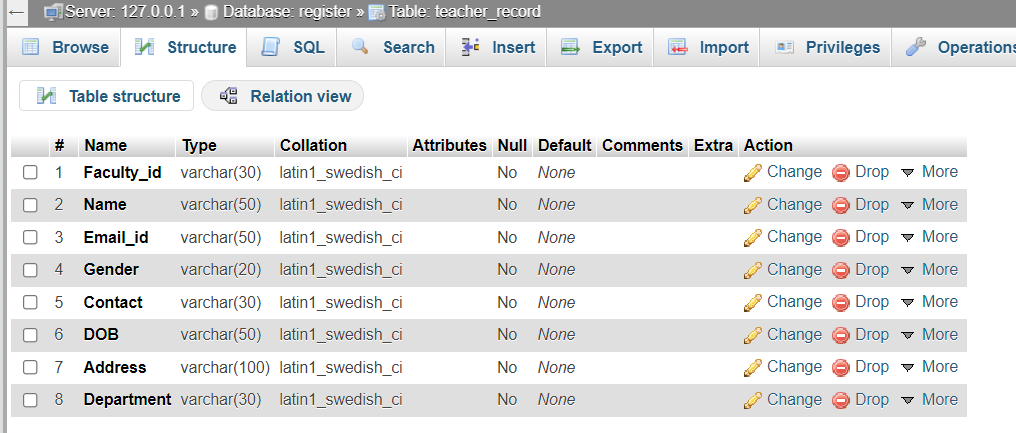 Server: 127.0.0.1 » Database: register » Table: teacher_record
Browse Structure SQL Search Insert Export Import Privileges Operations
Table structure Relation view
# Name Type Collation Attributes Null Default Comments Extra Action
1 Faculty_id varchar(30) latin1_swedish_ci No None Change Drop More
2 Name varchar(50) latin1_swedish_ci No None Change Drop More
3 Email_id varchar(50) latin1_swedish_ci No None Change Drop More
4 Gender varchar(20) latin1_swedish_ci No None Change Drop More
5 Contact varchar(30) latin1_swedish_ci No None Change Drop More
6 DOB varchar(50) latin1_swedish_ci No None Change Drop More
7 Address varchar(100) latin1_swedish_ci No None Change Drop More
8 Department varchar(30) latin1_swedish_ci No None Change Drop More